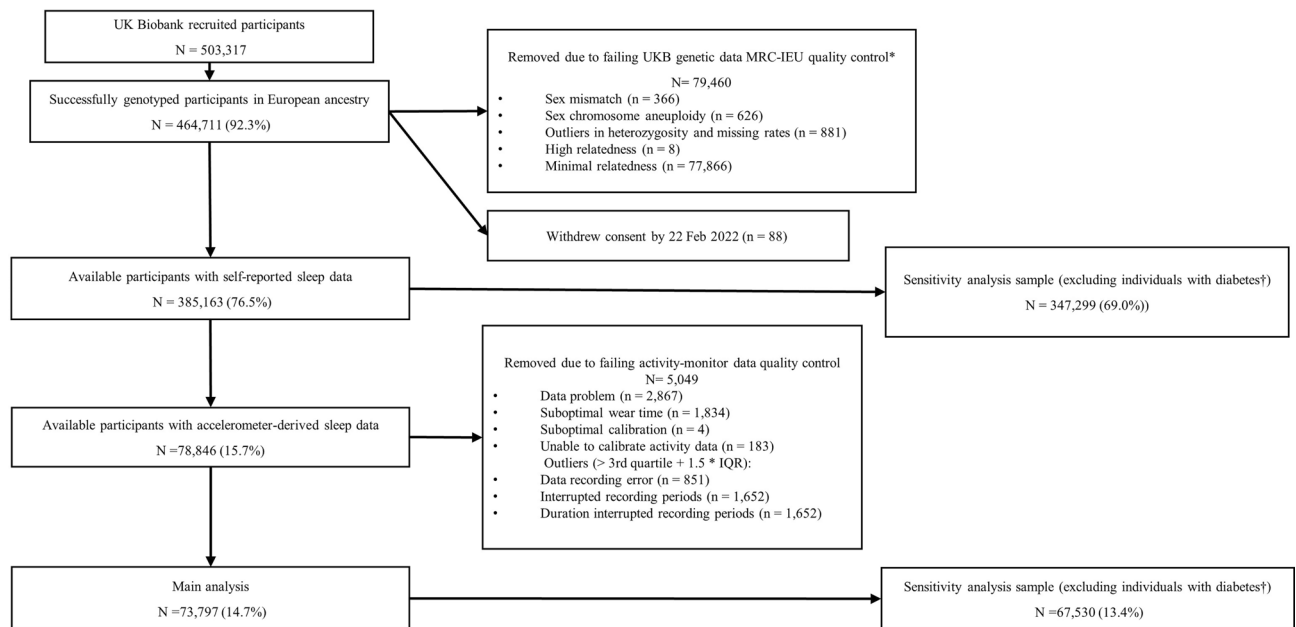 UK Biobank recruited participants
N = 503,317
Successfully genotyped participants in European ancestry
N = 464,711 (92.3%)
Removed due to failing UKB genetic data MRC-IEU quality control*
N= 79,460
• Sex mismatch (n = 366)
• Sex chromosome aneuploidy (n = 626)
• Outliers in heterozygosity and missing rates (n = 881)
• High relatedness (n = 8)
• Minimal relatedness (n = 77,866)
Withdrew consent by 22 Feb 2022 (n = 88)
Available participants with self-reported sleep data
N = 385,163 (76.5%)
Sensitivity analysis sample (excluding individuals with diabetes†)
N = 347,299 (69.0%))
Removed due to failing activity-monitor data quality control
N= 5,049
• Data problem (n = 2,867)
• Suboptimal wear time (n = 1,834)
• Suboptimal calibration (n = 4)
• Unable to calibrate activity data (n = 183)
Outliers (> 3rd quartile + 1.5 * IQR):
• Data recording error (n = 851)
• Interrupted recording periods (n = 1,652)
• Duration interrupted recording periods (n = 1,652)
Available participants with accelerometer-derived sleep data
N =78,846 (15.7%)
Main analysis
N =73,797 (14.7%)
Sensitivity analysis sample (excluding individuals with diabetes†)
N =67,530 (13.4%)